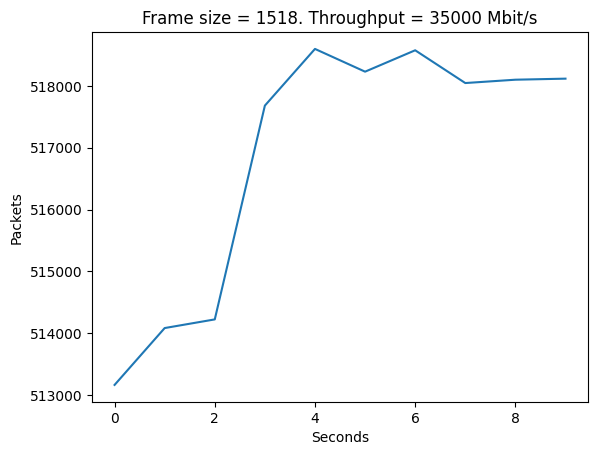 Frame size = 1518. Throughput = 35000 Mbit/s
518000
517000
516000
515000
514000
513000
Packets
0 2 4 6 8
Seconds